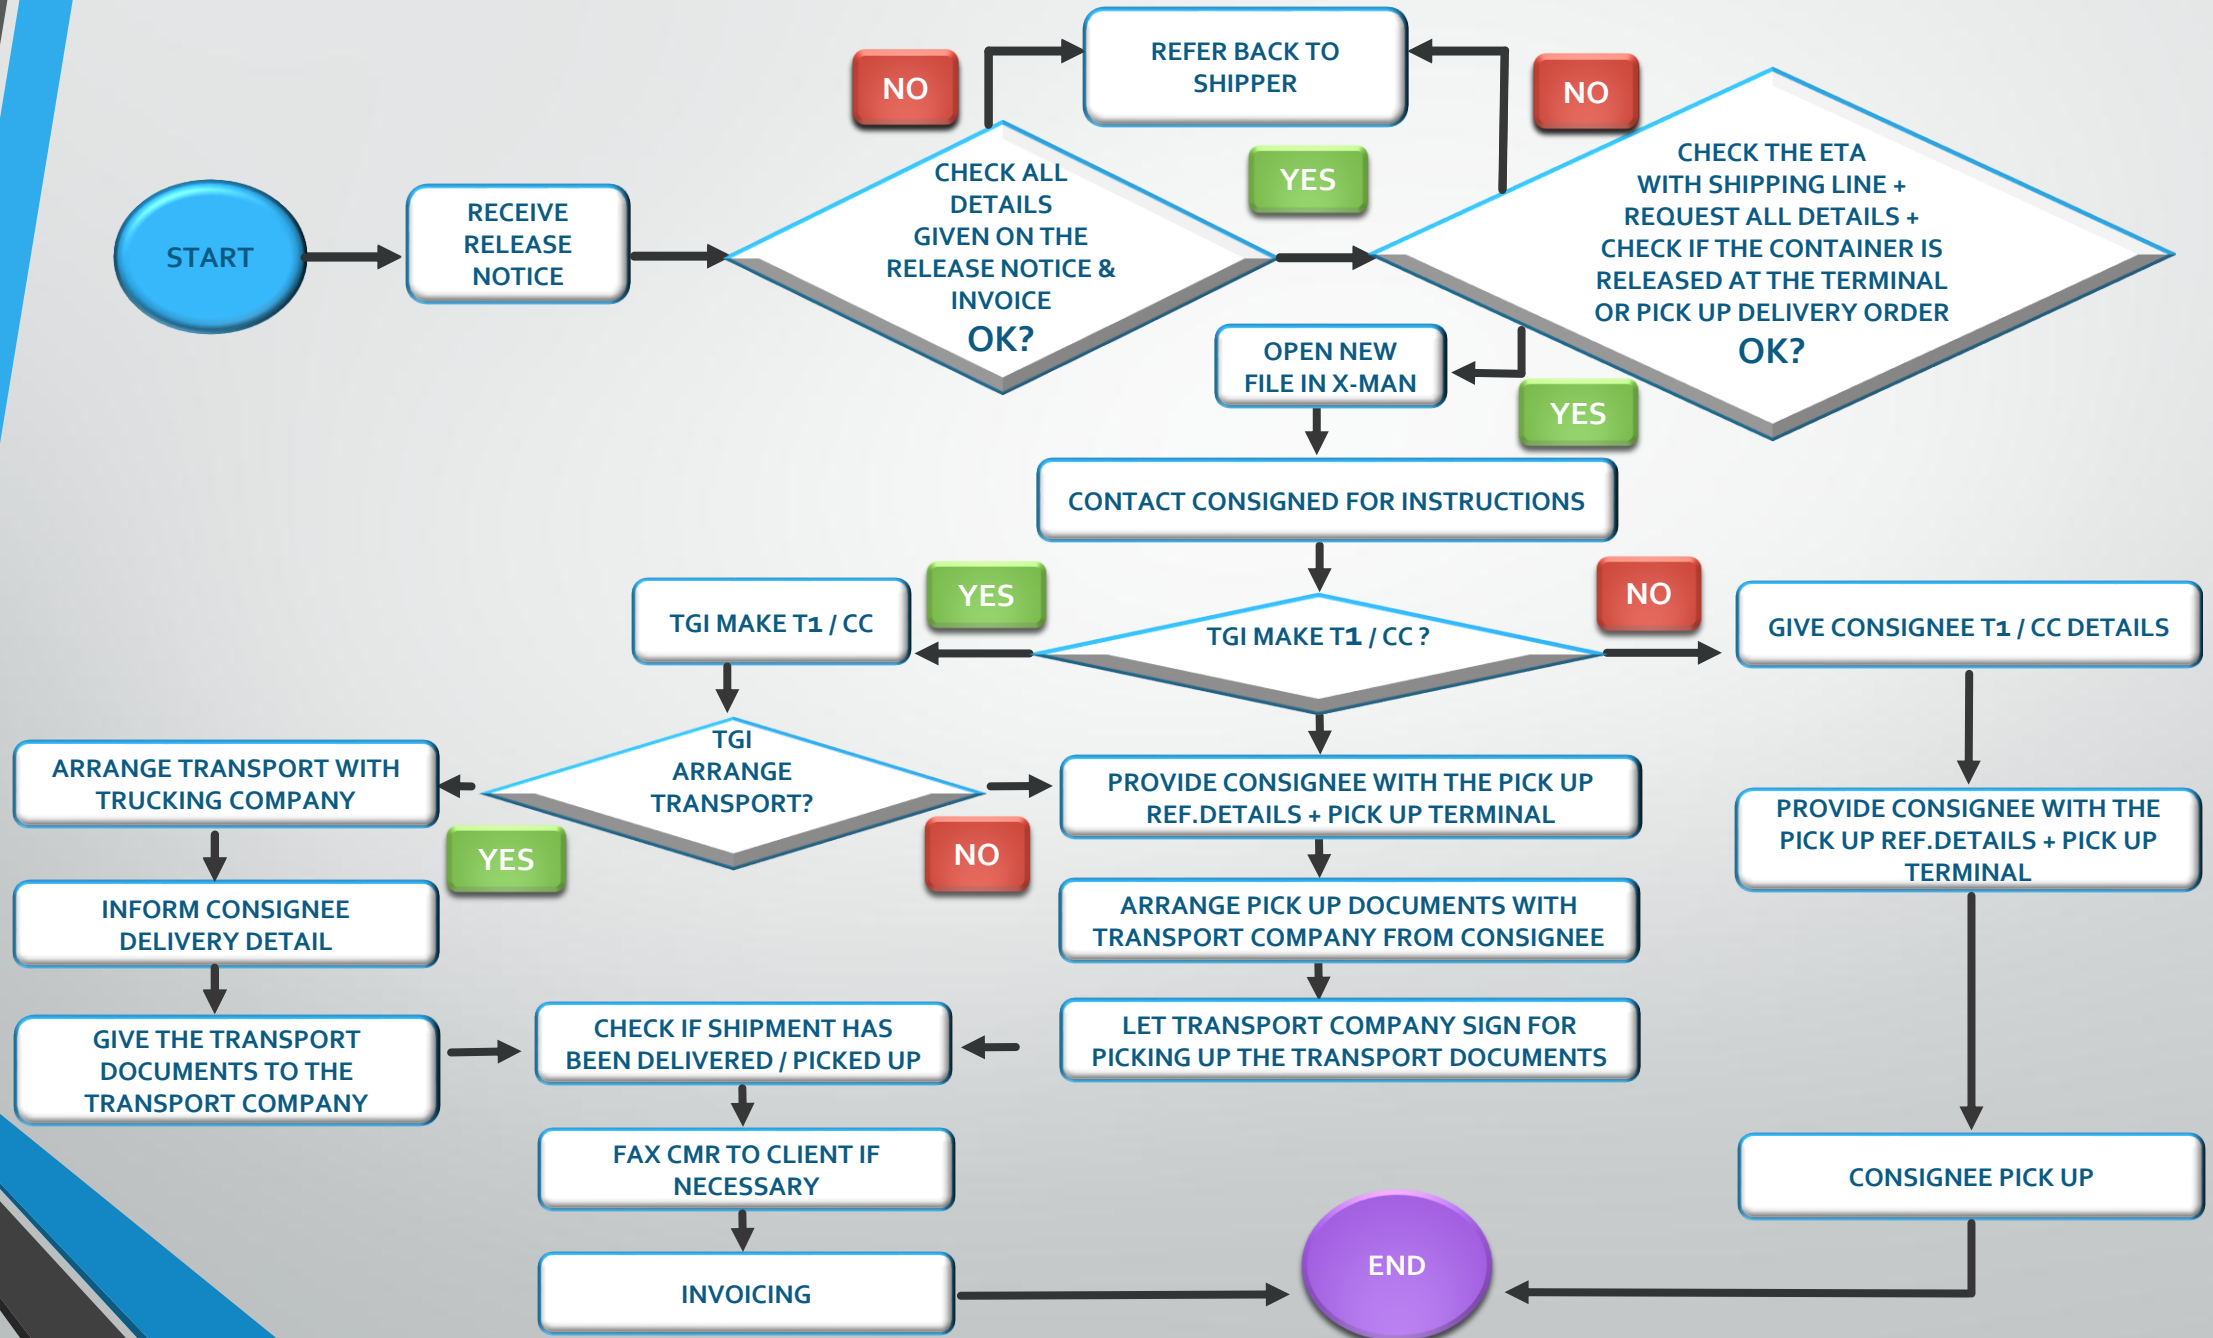 NO
REFER BACK TO
SHIPPER
NO
START
RECEIVE
RELEASE
NOTICE
CHECK ALL
DETAILS
GIVEN ON THE
RELEASE NOTICE &
INVOICE
OK?
YES
CHECK THE ETA
WITH SHIPPING LINE +
REQUEST ALL DETAILS +
CHECK IF THE CONTAINER IS
RELEASED AT THE TERMINAL
OR PICK UP DELIVERY ORDER
OK?
OPEN NEW
FILE IN X-MAN
YES
CONTACT CONSIGNED FOR INSTRUCTIONS
TGI MAKE T1 / CC
YES
TGI MAKE T1 / CC ?
NO
GIVE CONSIGNEE T1 / CC DETAILS
ARRANGE TRANSPORT WITH
TRUCKING COMPANY
YES
TGI
ARRANGE
TRANSPORT?
NO
PROVIDE CONSIGNEE WITH THE PICK UP
REF.DETAILS + PICK UP TERMINAL
PROVIDE CONSIGNEE WITH THE
PICK UP REF.DETAILS + PICK UP
TERMINAL
INFORM CONSIGNEE
DELIVERY DETAIL
ARRANGE PICK UP DOCUMENTS WITH
TRANSPORT COMPANY FROM CONSIGNEE
GIVE THE TRANSPORT
DOCUMENTS TO THE
TRANSPORT COMPANY
CHECK IF SHIPMENT HAS
BEEN DELIVERED / PICKED UP
LET TRANSPORT COMPANY SIGN FOR
PICKING UP THE TRANSPORT DOCUMENTS
FAX CMR TO CLIENT IF
NECESSARY
CONSIGNEE PICK UP
INVOICING
END